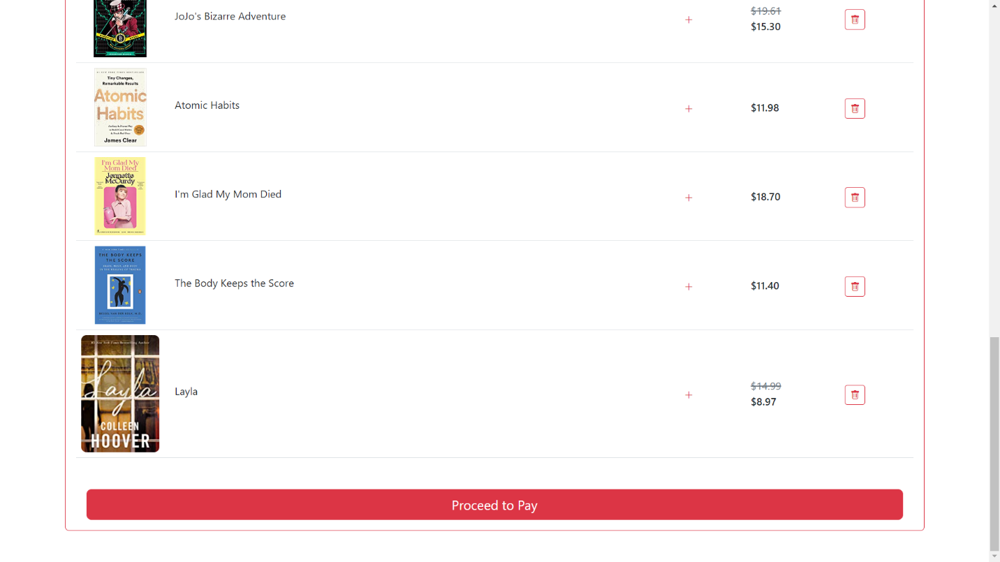 JoJo's Bizarre Adventure
+
$19.61
$15.30
Tiny Changes,
Remarkable Results
Atomic
Habits
James Clear
Atomic Habits
+
$11.98
I'm Glad My
Mom Died
Jennette
McCurdy
I'm Glad My Mom Died
+
$18.70
THE BODY KEEPS
THE SCORE
The Body Keeps the Score
+
$11.40
Layla
COLLEEN
HOOVER
Layla
+
$14.99
$8.97
Proceed to Pay